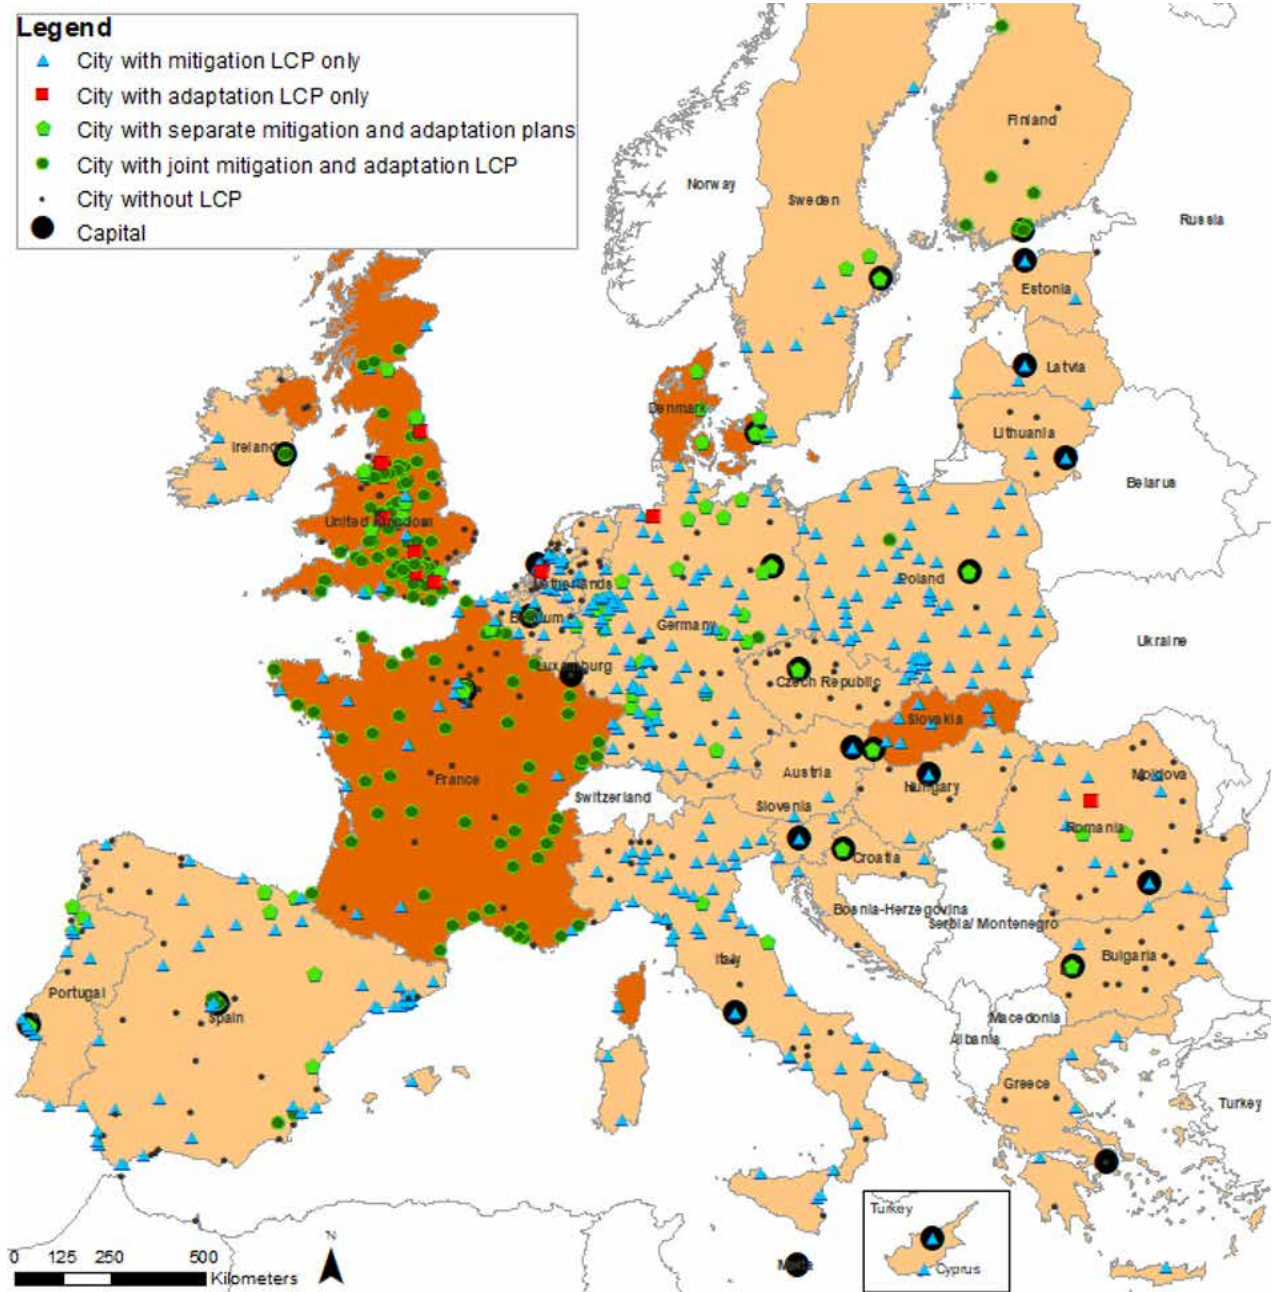 Legend
City with mitigation LCP only
City with adaptation LCP only
City with separate mitigation and adaptation plans
City with joint mitigation and adaptation LCP
City without LCP
Capital
Finland
Norway
Sweden
Russia
Estonia
Latvia
Denmark
Lithuania
Ireland
Belarus
United Kingdom
Netherlands
Poland
Belgium
Germany
Ukraine
Luxemburg
Czech Republic
Slovakia
France
Austria
Moldova
Hungary
Switzerland
Slovenia
Romania
Croatia
Bosnia-Herzegovina
Serbia/ Montenegro
Italy
Bulgaria
Portugal
Spain
Macedonia
Albania
Greece
Turkey
Turkey
Cyprus
Malta
N
0 125 250 500
Kilometers